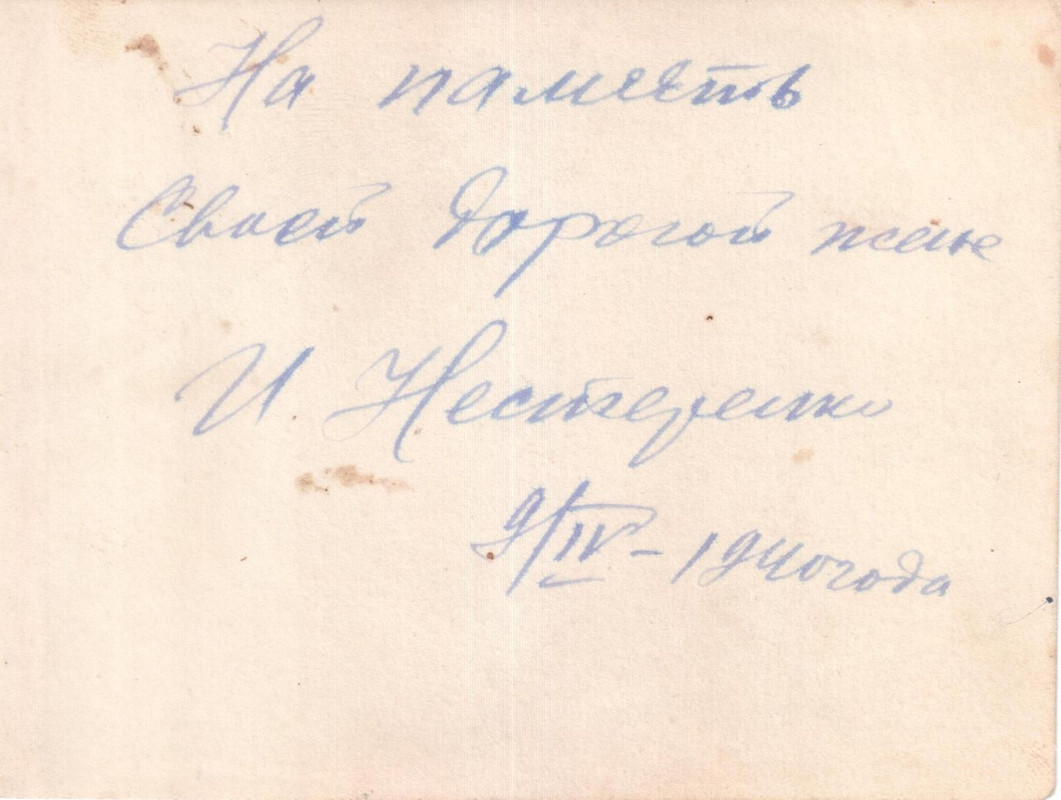 На память
Своей дорогой жене
И. Нестеренко
9/IV - 1940 года